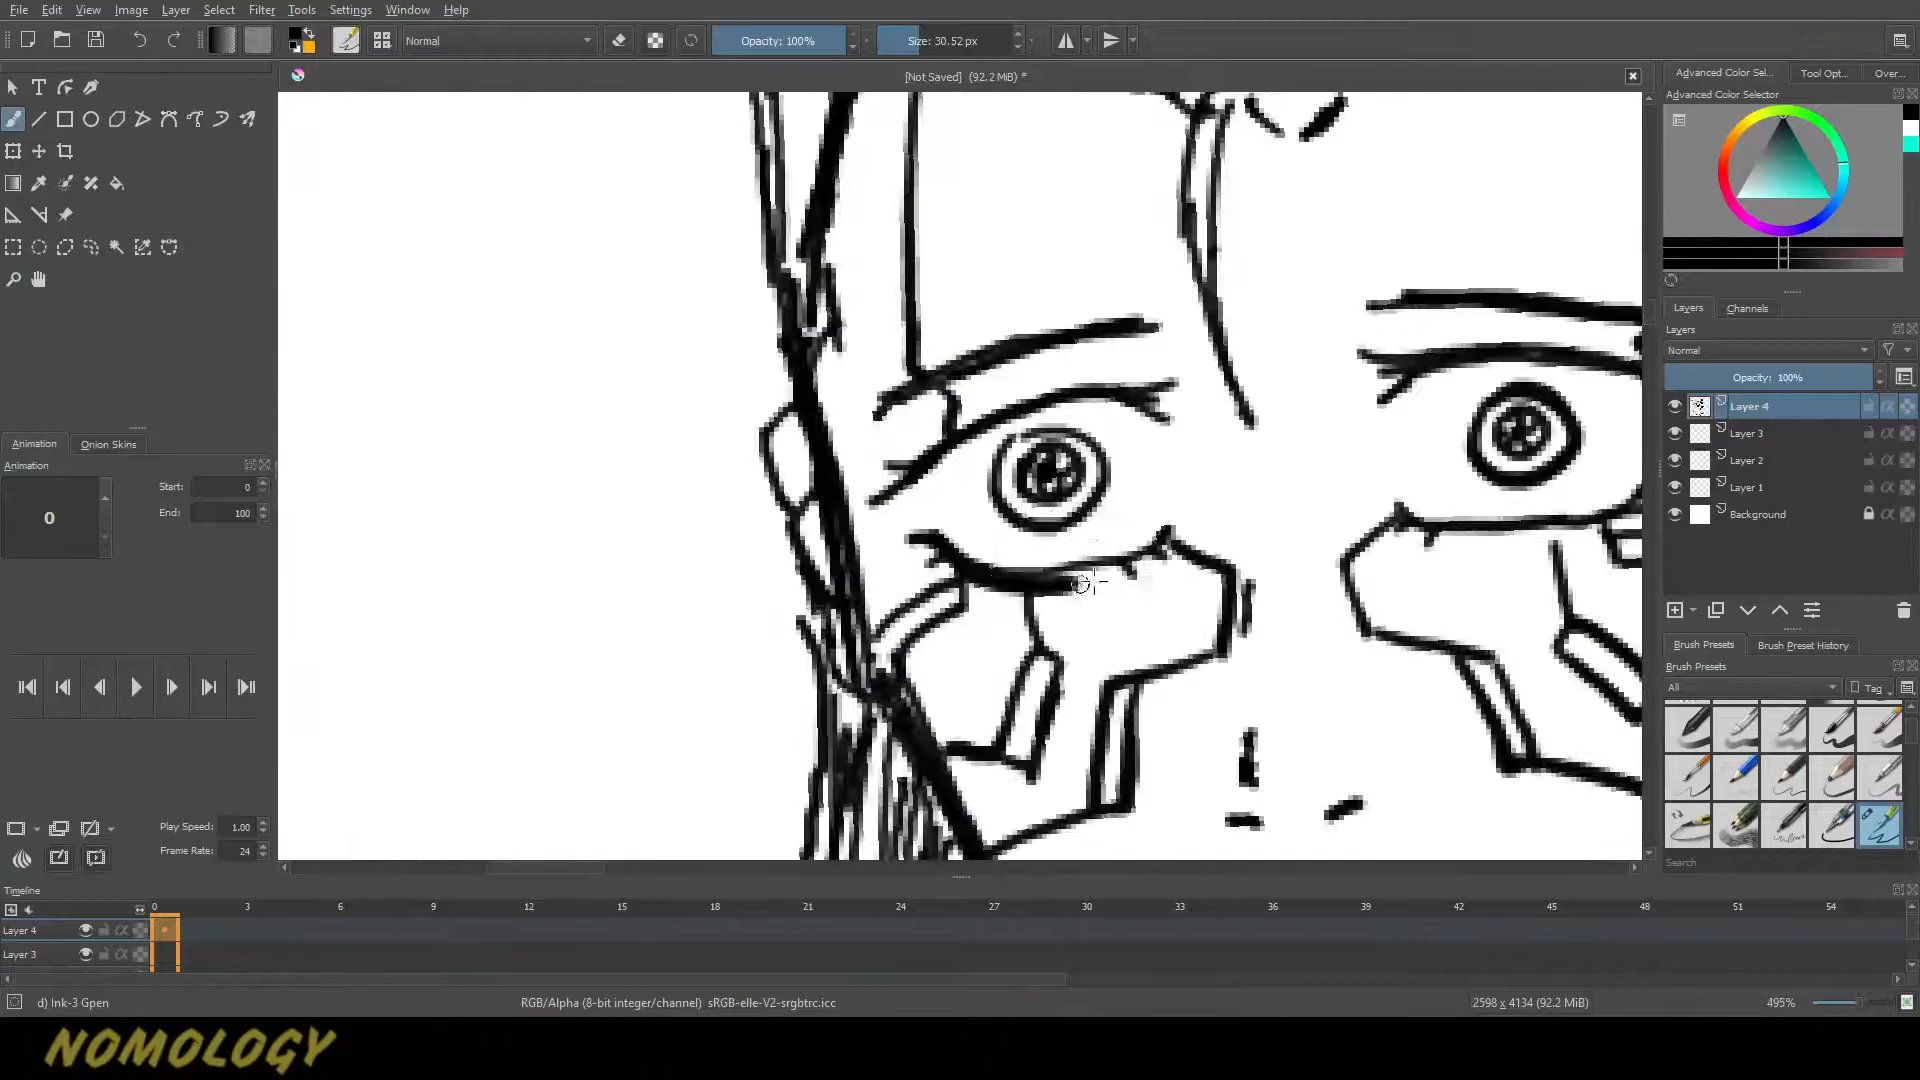 File Edit View Image Layer Select Filter Tools Settings Window Help
Normal Opacity: 100% Size: 30.52 px
[Not Saved] (92.2 MiB) *
Advanced Color Sel... Tool Opt... Over...
Advanced Color Selector
Layers Channels
Layers
Normal
Opacity: 100%
Layer 4
Layer 3
Layer 2
Layer 1
Background
Brush Presets Brush Preset History
Brush Presets
All Tag
Search
Animation Onion Skins
Animation
0
Start: 0
End: 100
Play Speed: 1.00
Frame Rate: 24
Timeline
0 3 6 9 12 15 18 21 24 27 30 33 36 39 42 45 48 51 54
Layer 4
Layer 3
d) Ink-3 Gpen RGB/Alpha (8-bit integer/channel) sRGB-elle-V2-srgbtrc.icc 2598 x 4134 (92.2 MiB) 495%
NOMOLOGY